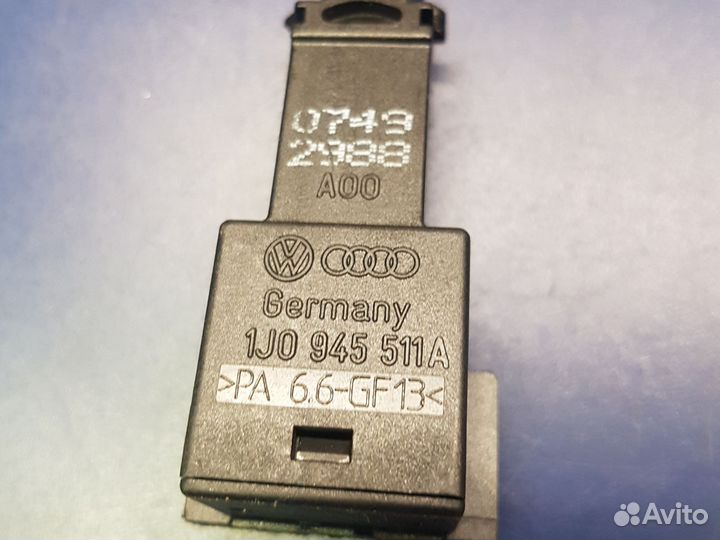 0749
2988
A00
Germany
1J0 945 511A
>PA 6.6-GF13<
Avito